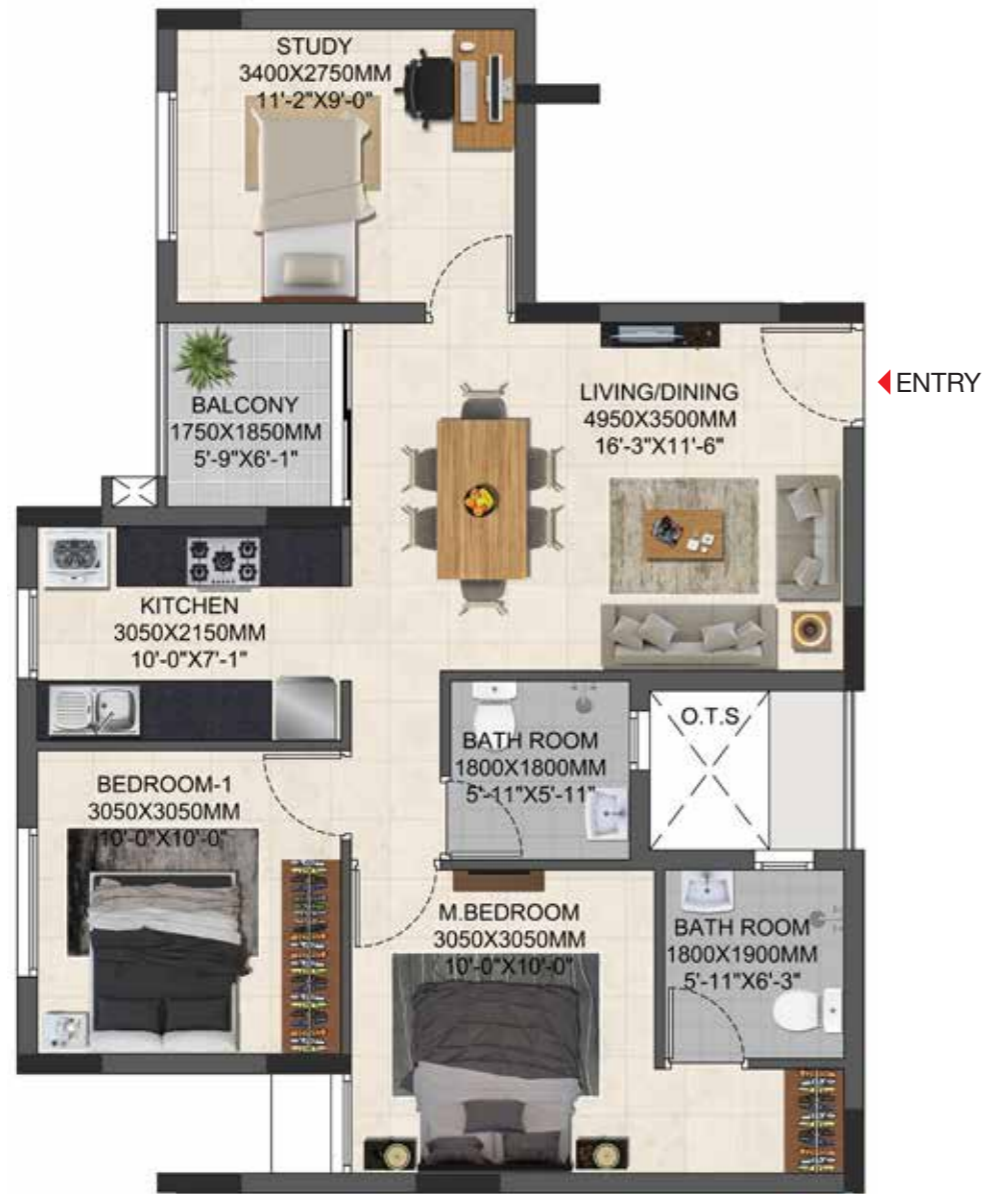 STUDY
3400X2750MM
11'-2"X9'-0"
ENTRY
LIVING/DINING
4950X3500MM
16'-3"X11'-6"
BALCONY
1750X1850MM
5'-9"X6'-1"
KITCHEN
3050X2150MM
10'-0"X7'-1"
O.T.S
BATH ROOM
1800X1800MM
5'-11"X5'-11"
BEDROOM-1
3050X3050MM
10'-0"X10'-0"
M.BEDROOM
3050X3050MM
10'-0"X10'-0"
BATH ROOM
1800X1900MM
5'-11"X6'-3"